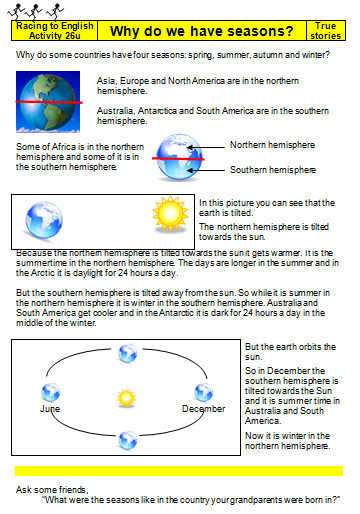 Racing to English
Activity 26u
Why do we have seasons?
True
stories
Why do some countries have four seasons: spring, summer, autumn and winter?
Asia, Europe and North America are in the northern
hemisphere.
Australia, Antarctica and South America are in the southern
hemisphere.
Some of Africa is in the northern
hemisphere and some of it is in
the southern hemisphere.
Northern hemisphere
Southern hemisphere
In this picture you can see that the
earth is tilted.
The northern hemisphere is tilted
towards the sun.
Because the northern hemisphere is tilted towards the sun it gets warmer. It is the
summertime in the northern hemisphere. The days are longer in the summer and in
the Arctic it is daylight for 24 hours a day.
But the southern hemisphere is tilted away from the sun. So while it is summer in
the northern hemisphere it is winter in the southern hemisphere. Australia and
South America get cooler and in the Antarctic it is dark for 24 hours a day in the
middle of the winter.
June
December
But the earth orbits the
sun.
So in December the
southern hemisphere is
tilted towards the Sun
and it is summer time in
Australia and South
America.
Now it is winter in the
northern hemisphere.
Ask some friends,
"What were the seasons like in the country your grandparents were born in?"